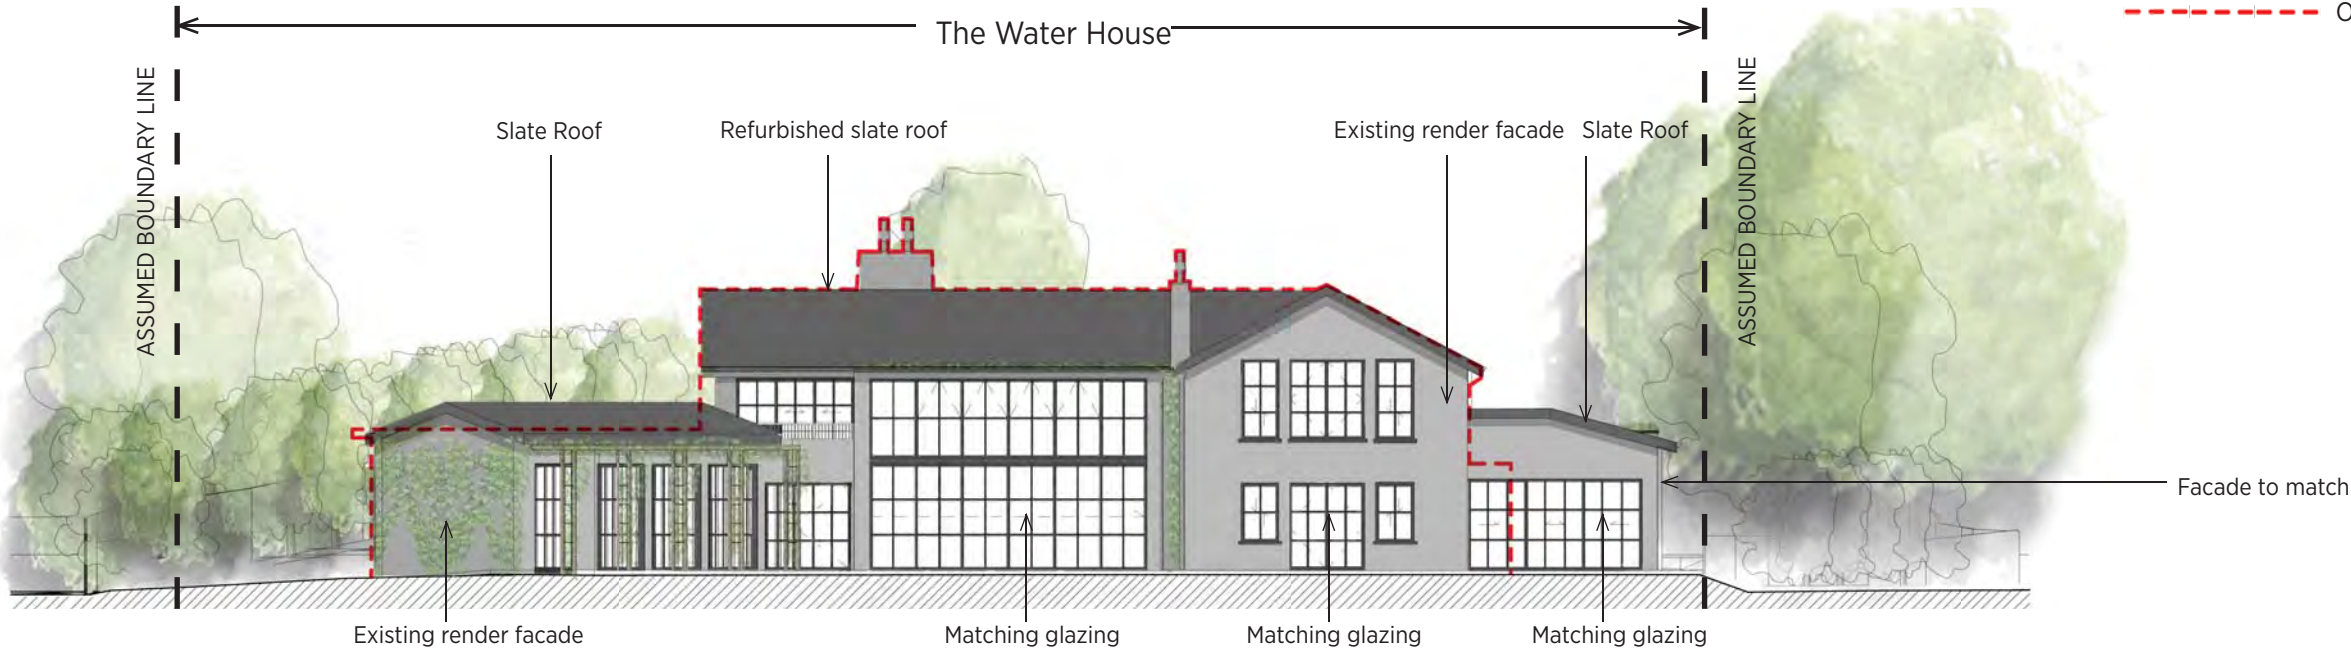 The Water House
ASSUMED BOUNDARY LINE
ASSUMED BOUNDARY LINE
Slate Roof
Refurbished slate roof
Existing render facade
Slate Roof
Facade to match
Existing render facade
Matching glazing
Matching glazing
Matching glazing